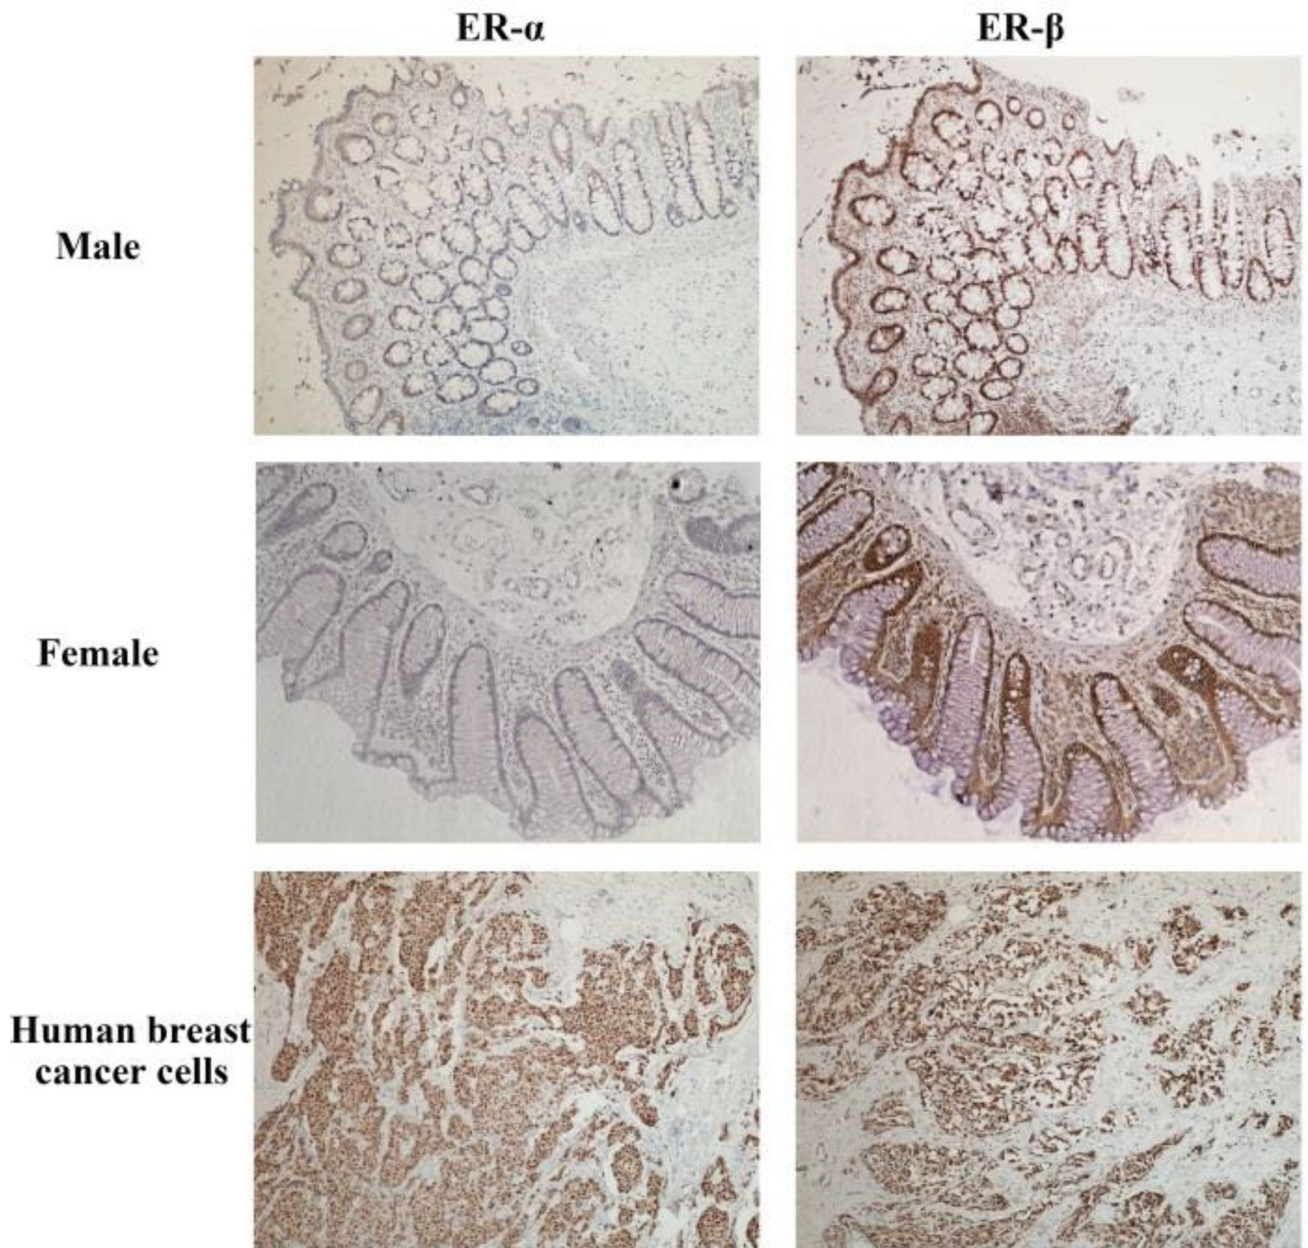 ER-α
ER-β
Male
Female
Human breast
cancer cells